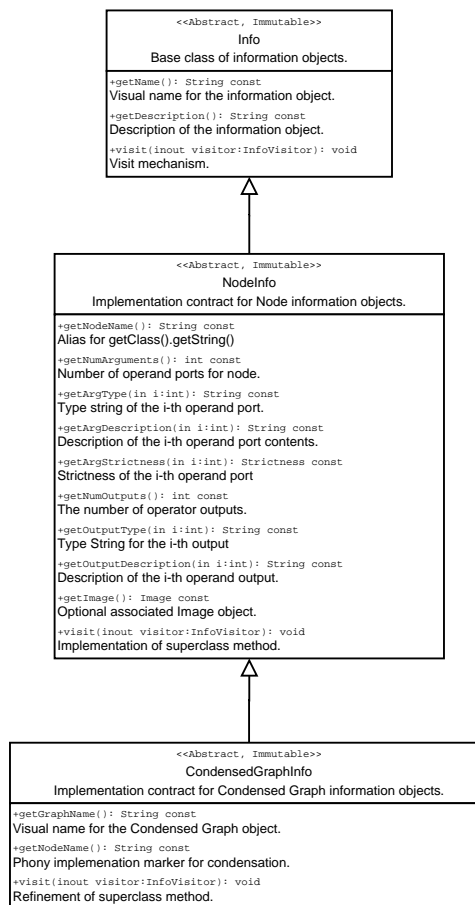 <<Abstract, Immutable>>
Info
Base class of information objects.
+getName(): String const
Visual name for the information object.
+getDescription(): String const
Description of the information object.
+visit(inout visitor:InfoVisitor): void
Visit mechanism.
<<Abstract, Immutable>>
NodeInfo
Implementation contract for Node information objects.
+getNodeName(): String const
Alias for getClass().getString()
+getNumArguments(): int const
Number of operand ports for node.
+getArgType(in i:int): String const
Type string of the i-th operand port.
+getArgDescription(in i:int): String const
Description of the i-th operand port contents.
+getArgStrictness(in i:int): Strictness const
Strictness of the i-th operand port
+getNumOutputs(): int const
The number of operator outputs.
+getOutputType(in i:int): String const
Type String for the i-th output
+getOutputDescription(in i:int): String const
Description of the i-th operand output.
+getImage(): Image const
Optional associated Image object.
+visit(inout visitor:InfoVisitor): void
Implementation of superclass method.
<<Abstract, Immutable>>
CondensedGraphInfo
Implementation contract for Condensed Graph information objects.
+getGraphName(): String const
Visual name for the Condensed Graph object.
+getNodeName(): String const
Phony implemenation marker for condensation.
+visit(inout visitor:InfoVisitor): void
Refinement of superclass method.